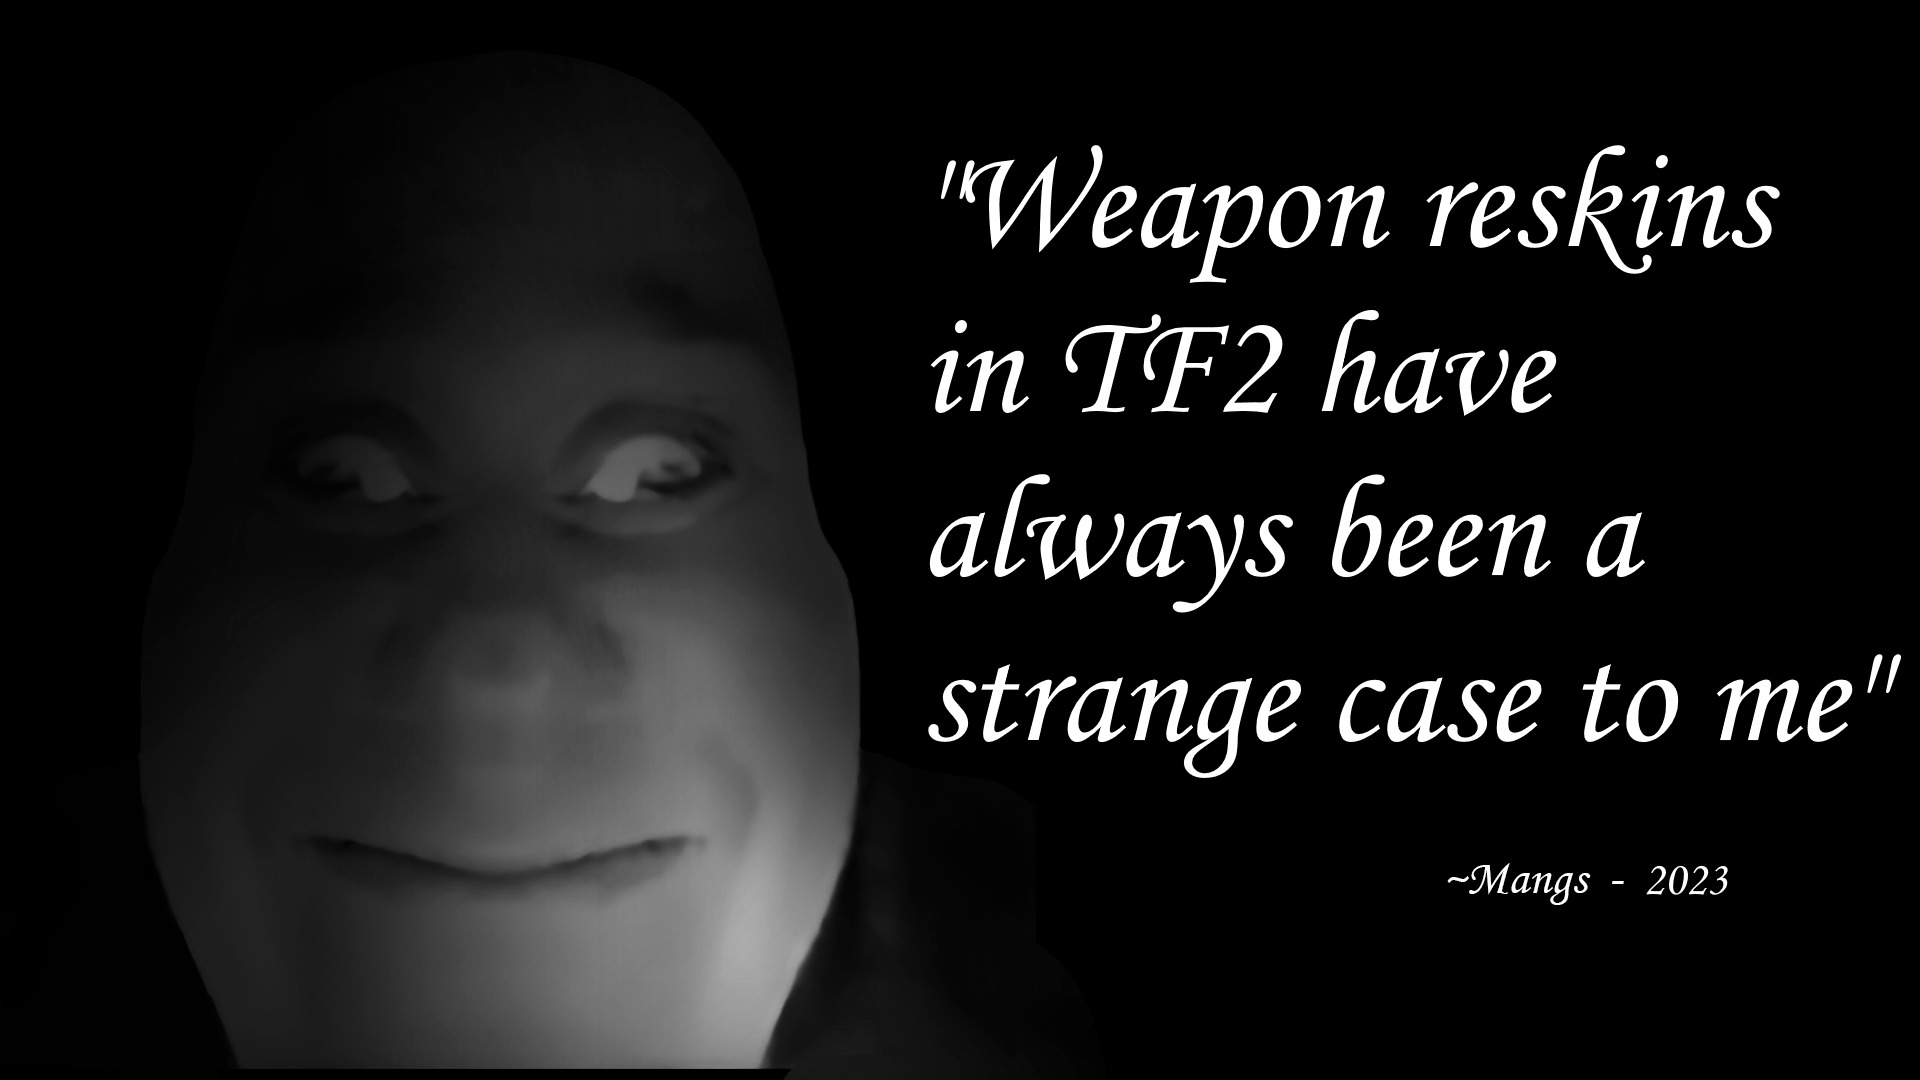 "Weapon reskins
in TF2 have
always been a
strange case to me"
~Mangs - 2023